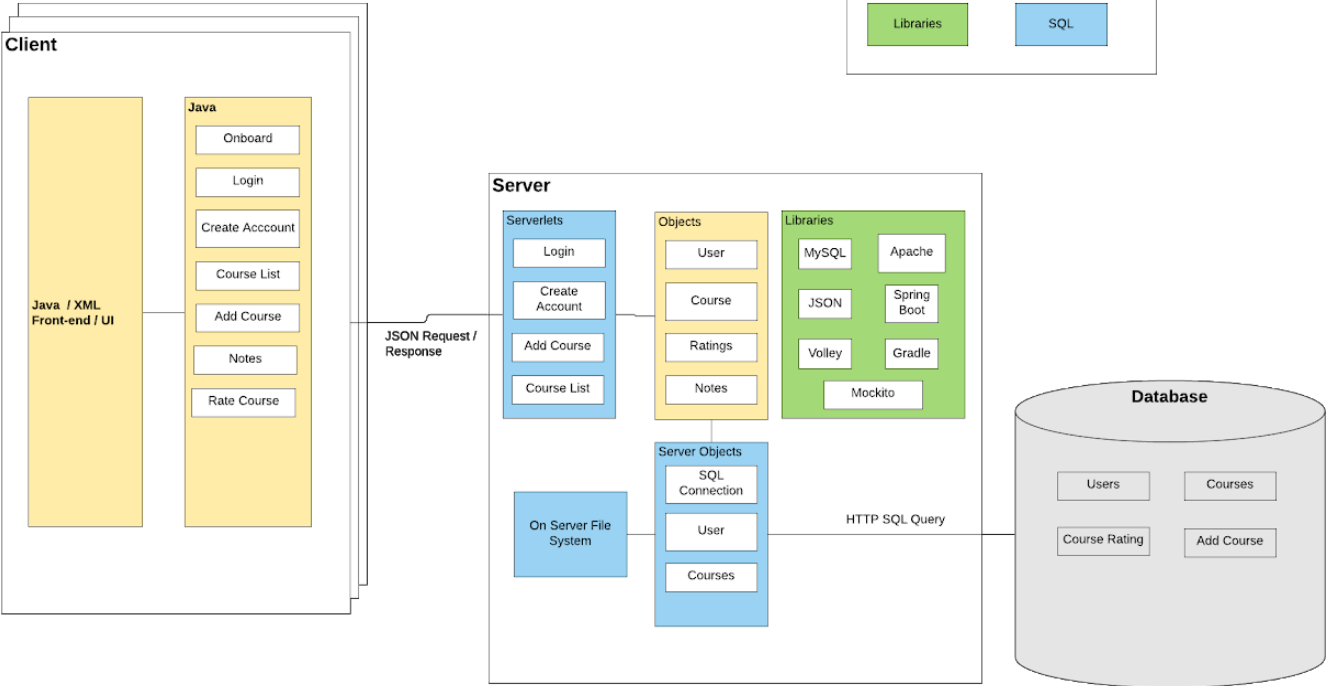 Client
Java / XML
Front-end / UI
Java
Onboard
Login
Create Acccount
Course List
Add Course
Notes
Rate Course
JSON Request /
Response
Libraries
SQL
Server
Serverlets
Login
Create
Account
Add Course
Course List
Objects
User
Course
Ratings
Notes
Libraries
MySQL
Apache
JSON
Spring
Boot
Volley
Gradle
Mockito
Server Objects
SQL
Connection
User
Courses
On Server File
System
HTTP SQL Query
Database
Users
Courses
Course Rating
Add Course